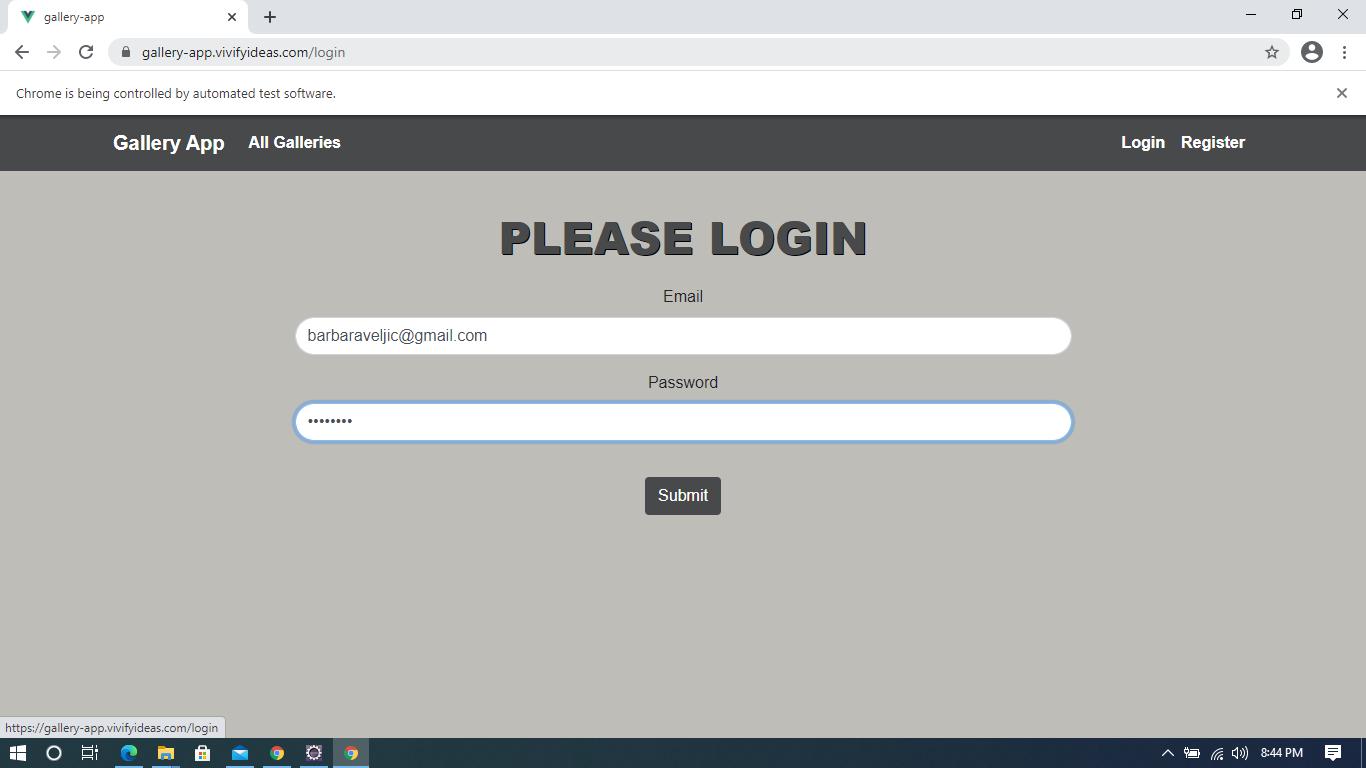 gallery-app
gallery-app.vivifyideas.com/login
Chrome is being controlled by automated test software.
Gallery App All Galleries Login Register
PLEASE LOGIN
Email
barbaraveljic@gmail.com
Password
••••••••
Submit
https://gallery-app.vivifyideas.com/login
8:44 PM